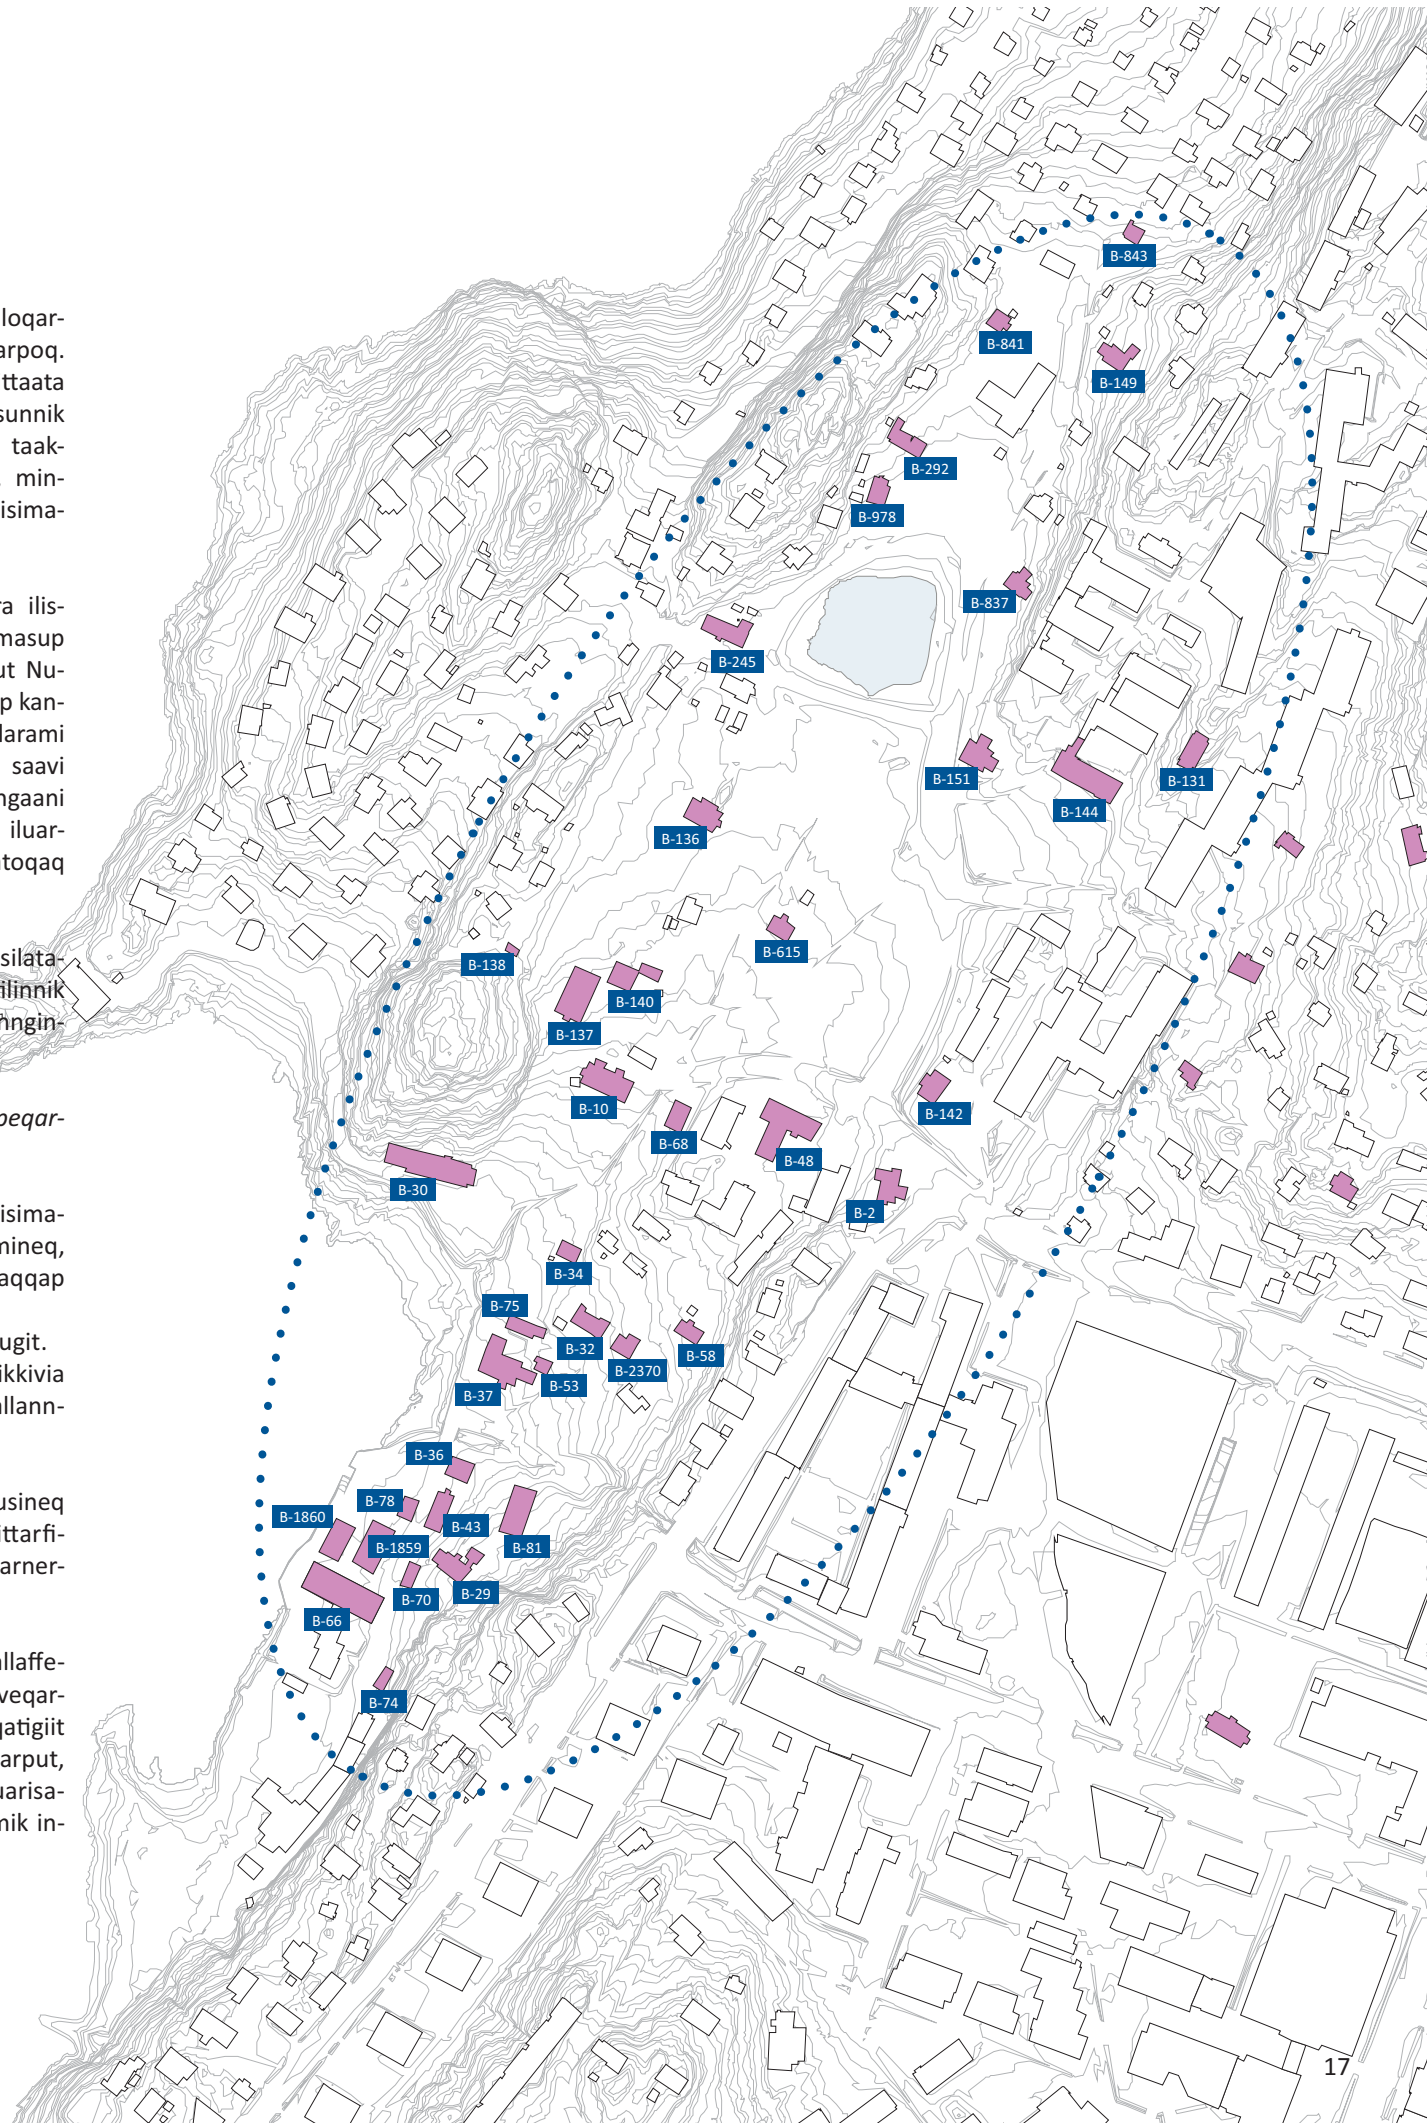 loqar-
arpoq.
ttaata
sunnik
taak-
min-
isima-
ra ilis-
masup
ut Nu-
p kan-
larami
saavi
ngaani
iluar-
toqaq
silata-
ilinnik
nngin-
peqar-
isima-
mineq,
aqqap
ugit.
ikkivia
allann-
usineq
ittarfi-
arner-
allaffe-
veqar-
qatigiit
arput,
uarisa-
nik in-
B-843
B-841
B-149
B-292
B-978
B-837
B-245
B-151
B-131
B-144
B-136
B-615
B-138
B-140
B-137
B-10
B-142
B-68
B-48
B-30
B-2
B-34
B-75
B-32
B-58
B-2370
B-53
B-37
B-36
B-78
B-1860
B-43
B-1859
B-81
B-29
B-70
B-66
B-74
17